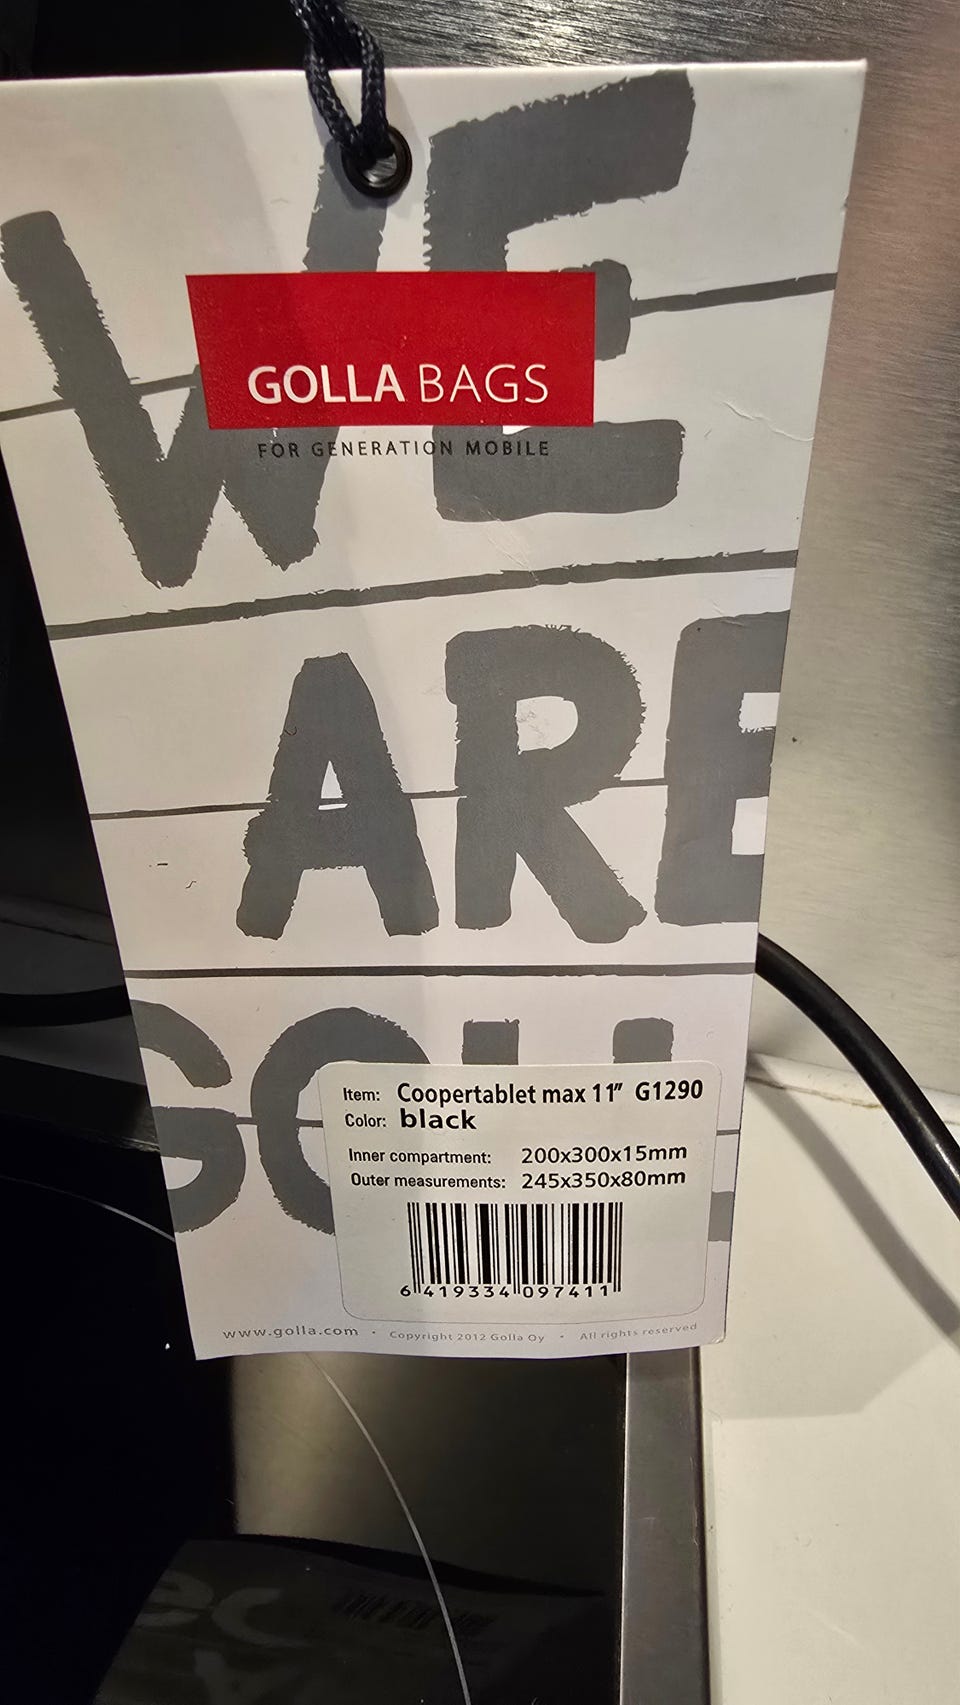 WE
GOLLA BAGS
FOR GENERATION MOBILE
ARE
GOLL
Item: Coopertablet max 11” G1290
Color: black
Inner compartment: 200x300x15mm
Outer measurements: 245x350x80mm
6 419334 097411
www.golla.com • Copyright 2012 Golla Oy • All rights reserved